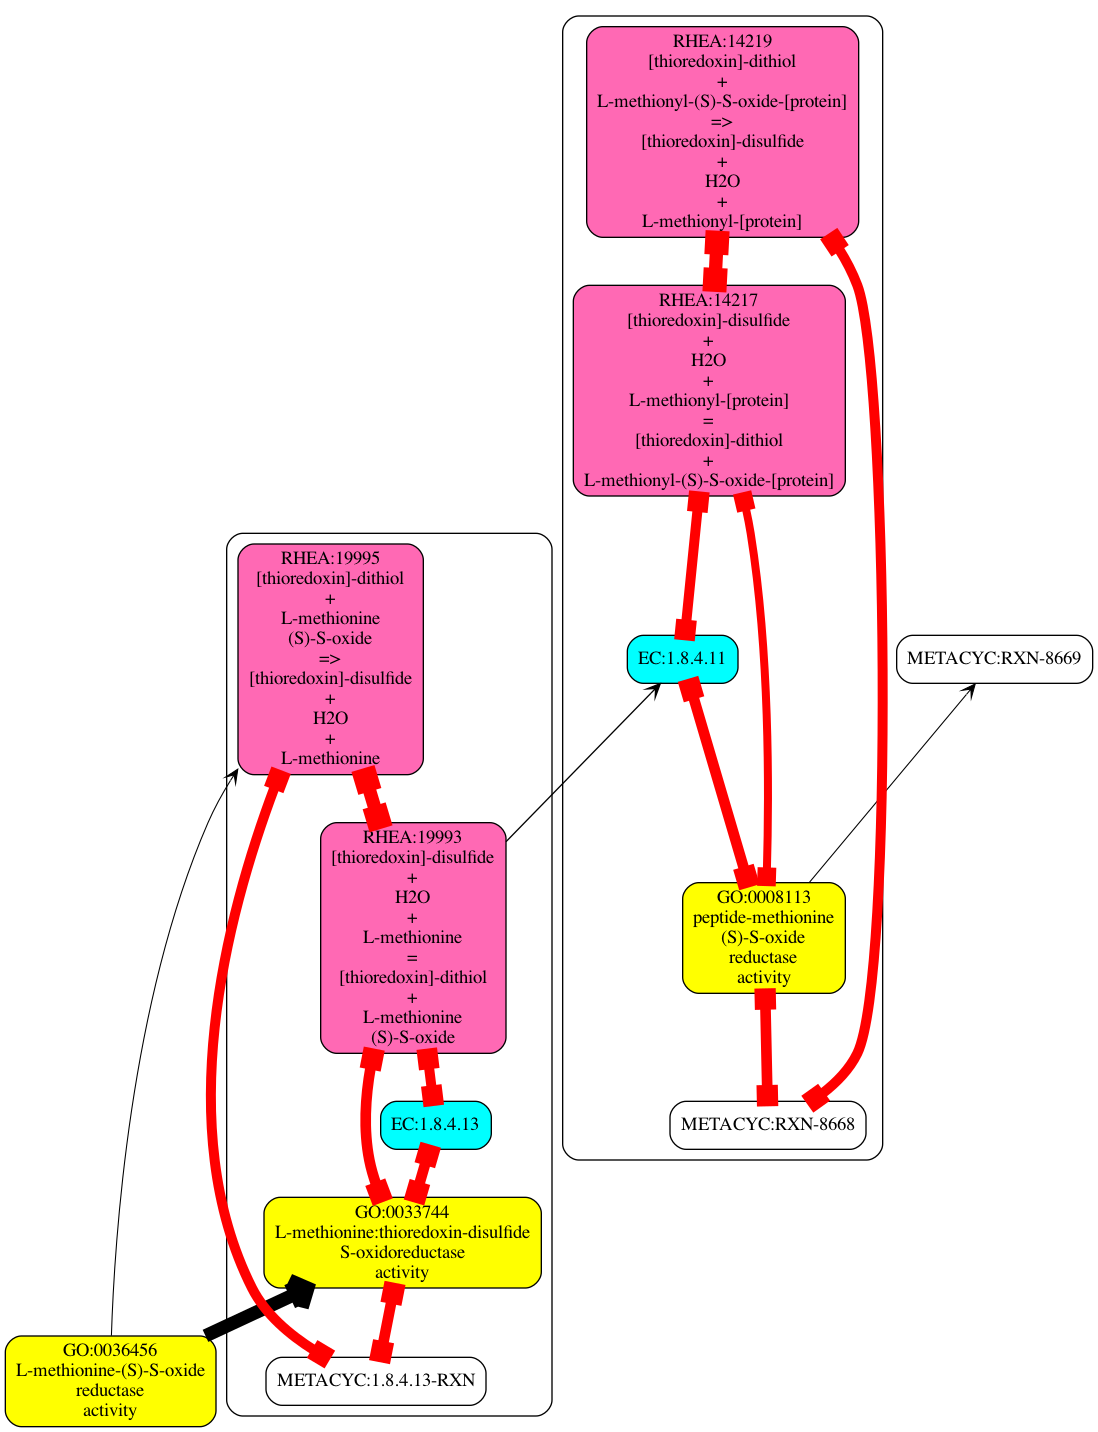 RHEA:14219
[thioredoxin]-dithiol
+
L-methionyl-(S)-S-oxide-[protein]
=>
[thioredoxin]-disulfide
+
H2O
+
L-methionyl-[protein]
RHEA:14217
[thioredoxin]-disulfide
+
H2O
+
L-methionyl-[protein]
=
[thioredoxin]-dithiol
+
L-methionyl-(S)-S-oxide-[protein]
RHEA:19995
[thioredoxin]-dithiol
+
L-methionine
(S)-S-oxide
=>
[thioredoxin]-disulfide
+
H2O
+
L-methionine
EC:1.8.4.11
METACYC:RXN-8669
RHEA:19993
[thioredoxin]-disulfide
+
H2O
+
L-methionine
=
[thioredoxin]-dithiol
+
L-methionine
(S)-S-oxide
GO:0008113
peptide-methionine
(S)-S-oxide
reductase
activity
EC:1.8.4.13
METACYC:RXN-8668
GO:0033744
L-methionine:thioredoxin-disulfide
S-oxidoreductase
activity
GO:0036456
L-methionine-(S)-S-oxide
reductase
activity
METACYC:1.8.4.13-RXN